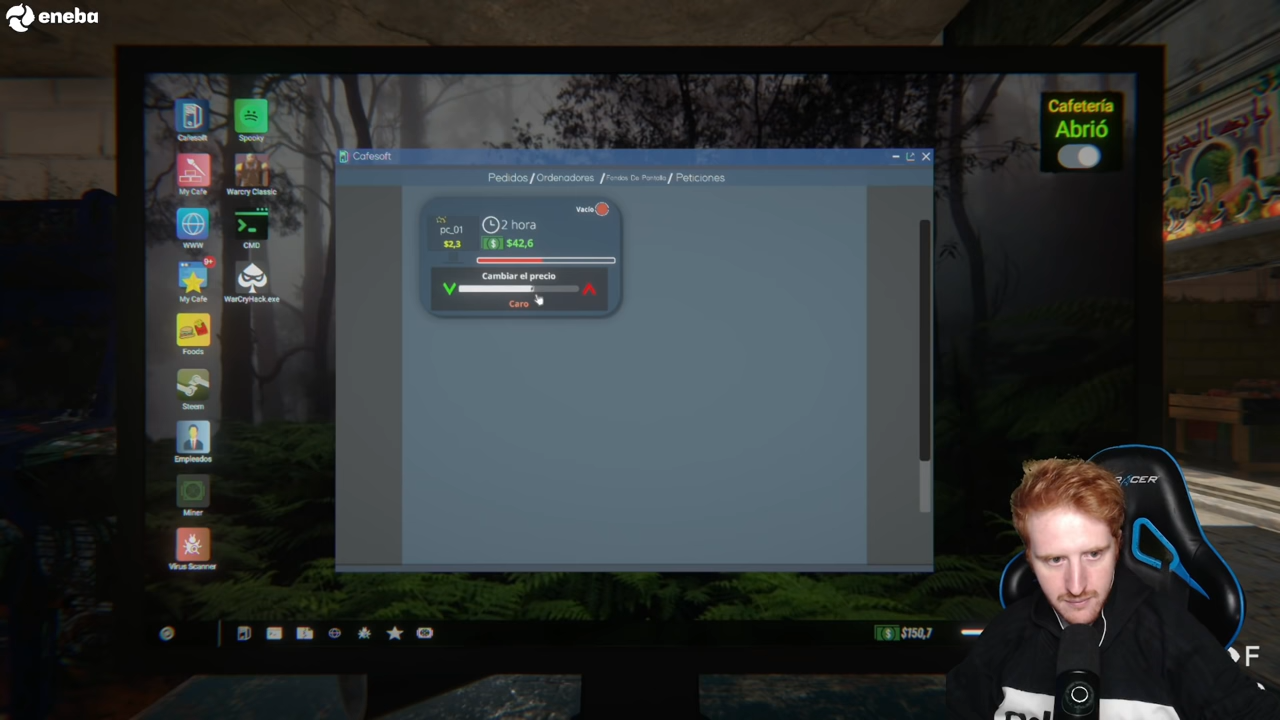 eneba
Cafesoft
Spooky
My Cafe
Warcry Classic
WWW
CMD
9+
My Cafe
WarCryHack.exe
Foods
Steem
Empleados
Miner
Virus Scanner
Cafesoft
Pedidos / Ordenadores / Fondos De Pantalla / Peticiones
Vacío
pc_01
2 hora
$2,3
$42,6
Cambiar el precio
Caro
Cafetería
Abrió
$150,7
RACER
F